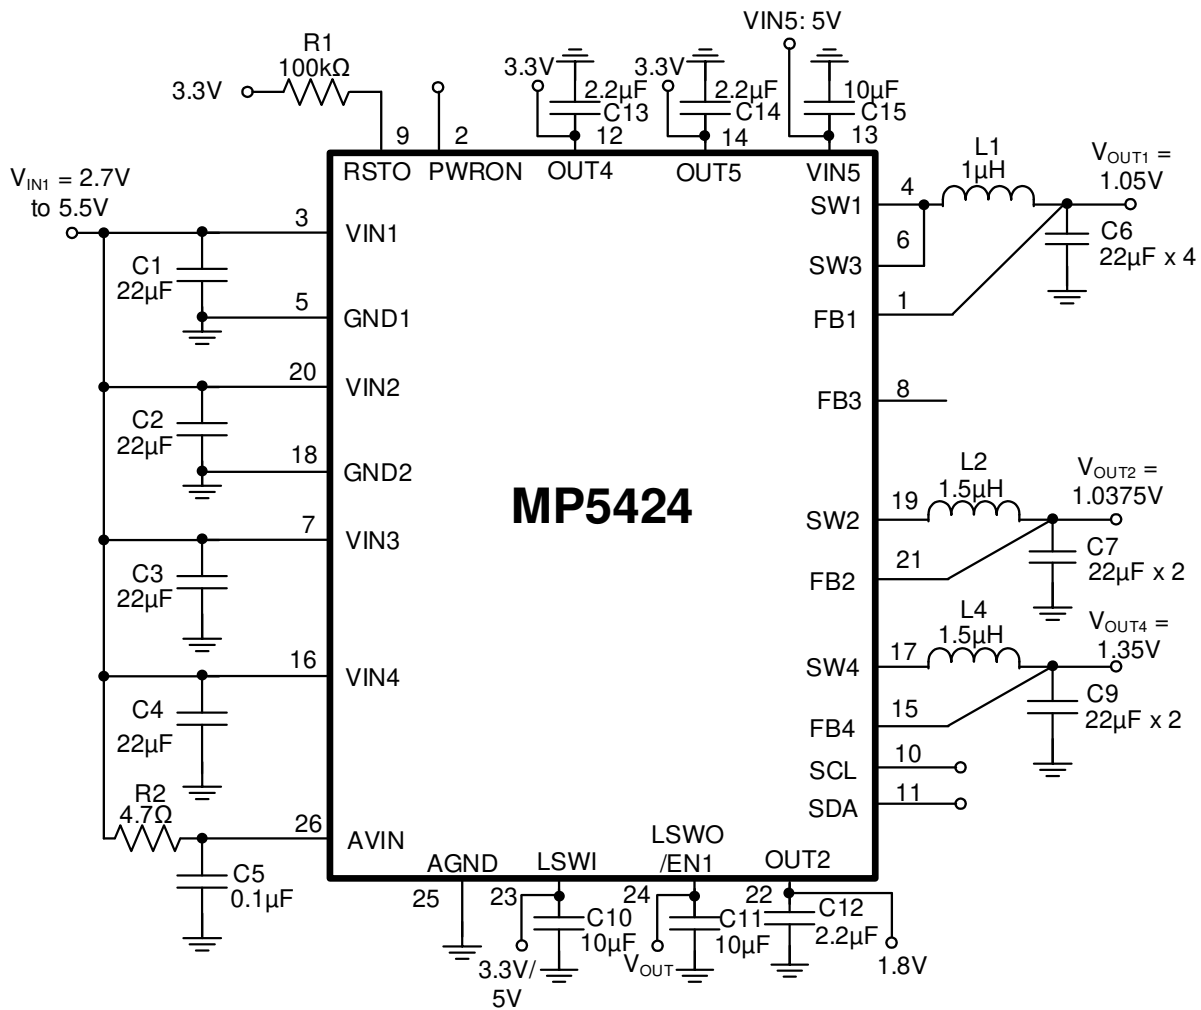 VIN5: 5V
R1
100kΩ
3.3V
3.3V
2.2µF
C13
3.3V
2.2µF
C14
10µF
C15
9
2
12
14
13
RSTO
PWRON
OUT4
OUT5
VIN5
V_IN1 = 2.7V
to 5.5V
3
VIN1
C1
22µF
5
GND1
20
VIN2
C2
22µF
18
GND2
7
VIN3
C3
22µF
16
VIN4
C4
22µF
R2
4.7Ω
26
AVIN
C5
0.1µF
MP5424
SW1
4
L1
1µH
V_OUT1 =
1.05V
SW3
6
C6
22µF x 4
FB1
1
FB3
8
SW2
19
L2
1.5µH
V_OUT2 =
1.0375V
FB2
21
C7
22µF x 2
SW4
17
L4
1.5µH
V_OUT4 =
1.35V
FB4
15
C9
22µF x 2
SCL
10
SDA
11
AGND
LSWI
LSWO
/EN1
OUT2
25
23
24
22
C10
10µF
3.3V/
5V
C11
10µF
V_OUT
C12
2.2µF
1.8V